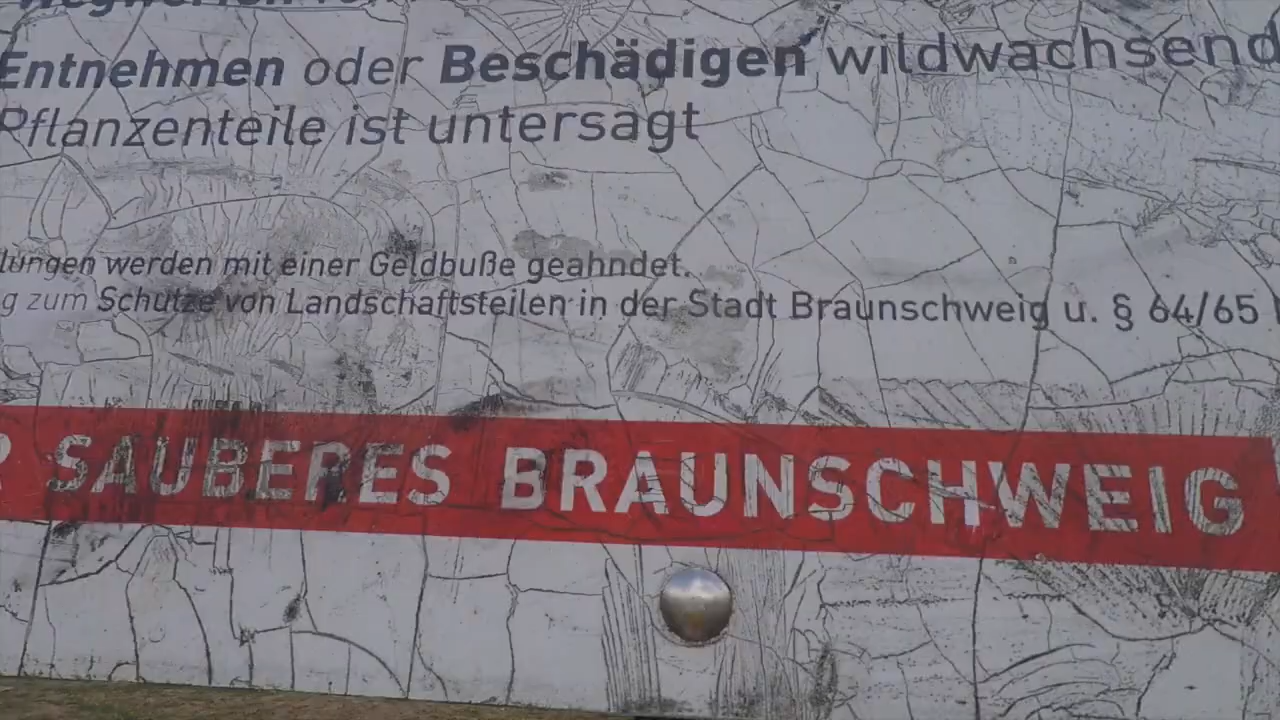 Wegwerfen
Entnehmen oder Beschädigen wildwachsend
Pflanzenteile ist untersagt
lungen werden mit einer Geldbuße geahndet.
g zum Schutze von Landschaftsteilen in der Stadt Braunschweig u. § 64/65
R SAUBERES BRAUNSCHWEIG